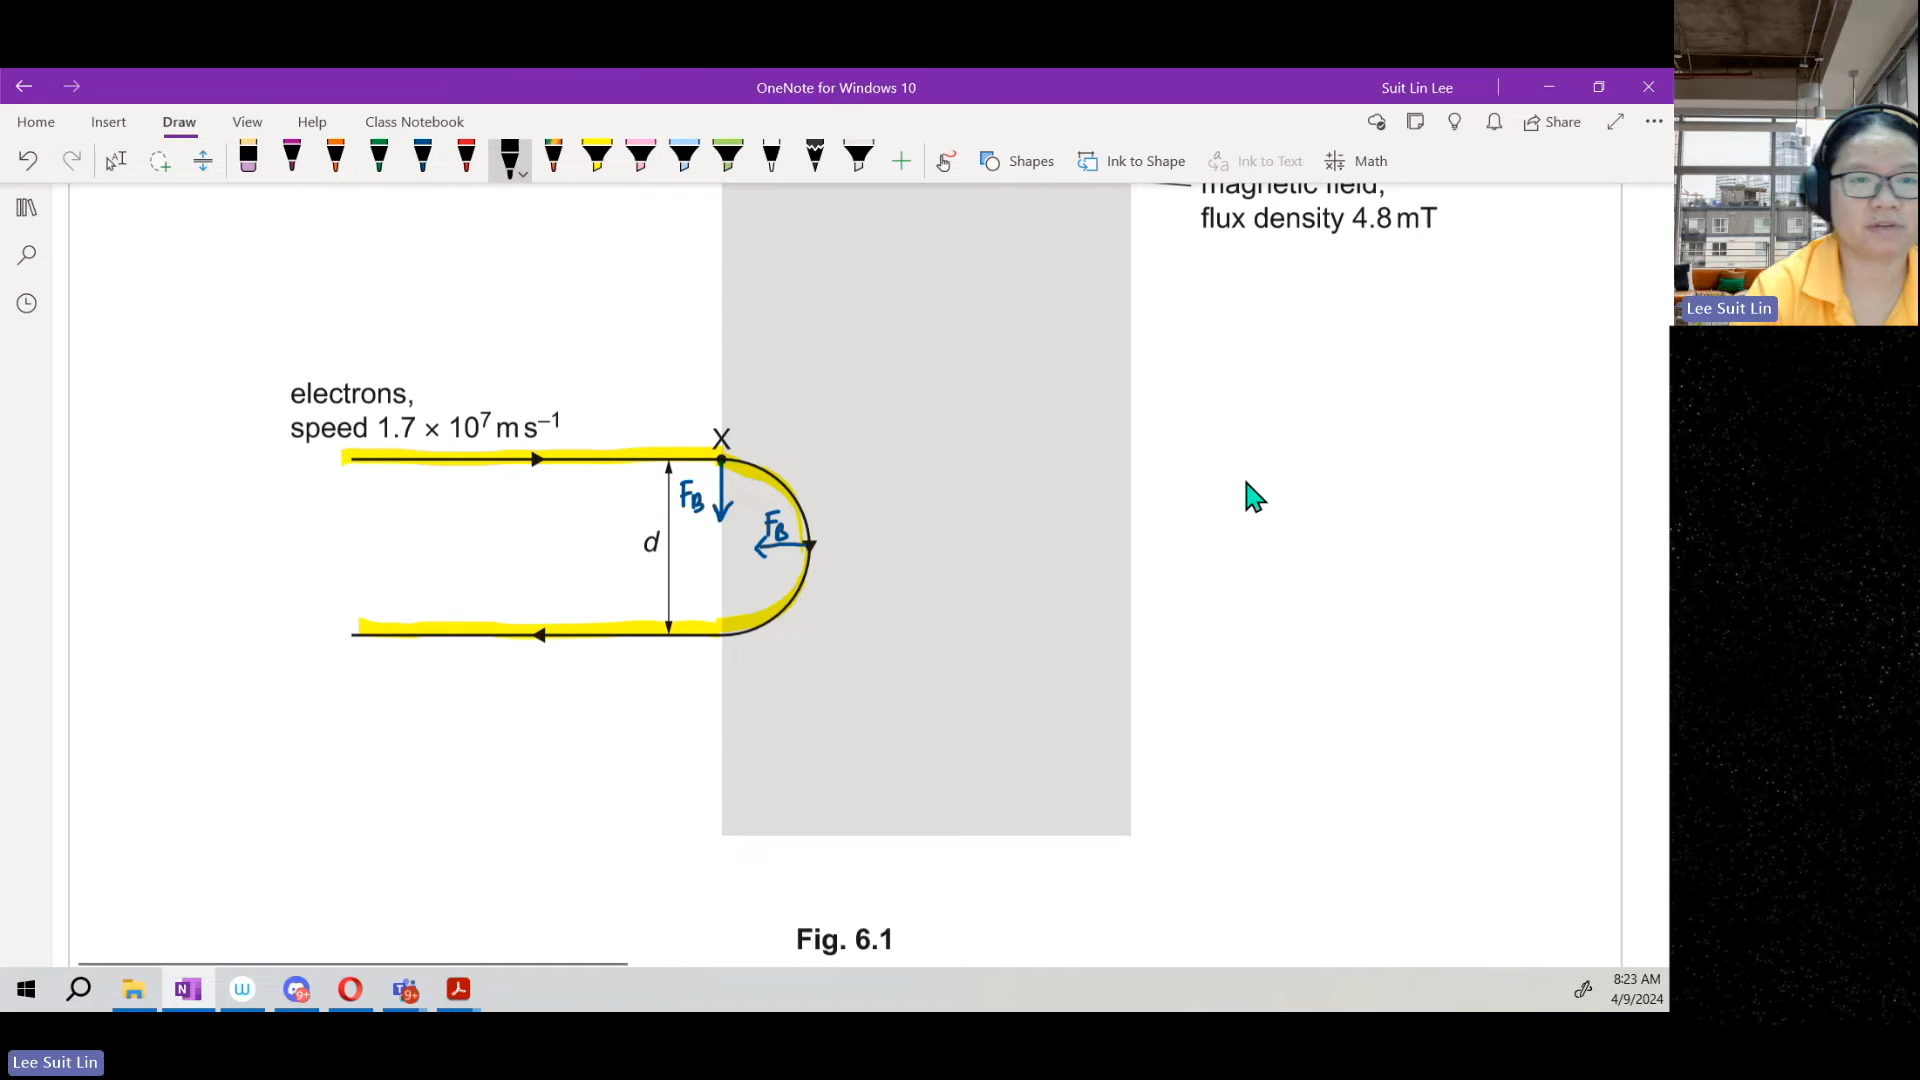 OneNote for Windows 10
Suit Lin Lee
Home Insert Draw View Help Class Notebook
Share
Shapes Ink to Shape Ink to Text Math
magnetic field,
flux density 4.8 mT
electrons,
speed 1.7 × 10⁷ m s⁻¹
X
F_B
F_B
d
Fig. 6.1
Lee Suit Lin
8:23 AM
4/9/2024
Lee Suit Lin